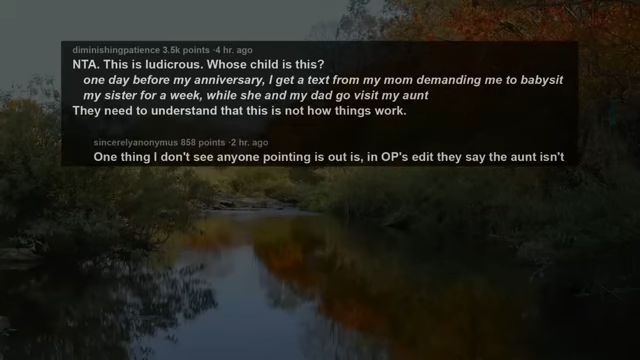 diminishingpatience 3.5k points ·4 hr. ago
NTA. This is ludicrous. Whose child is this?
one day before my anniversary, I get a text from my mom demanding me to babysit
my sister for a week, while she and my dad go visit my aunt
They need to understand that this is not how things work.
sincerelyanonymus 858 points ·2 hr. ago
One thing I don't see anyone pointing is out is, in OP's edit they say the aunt isn't